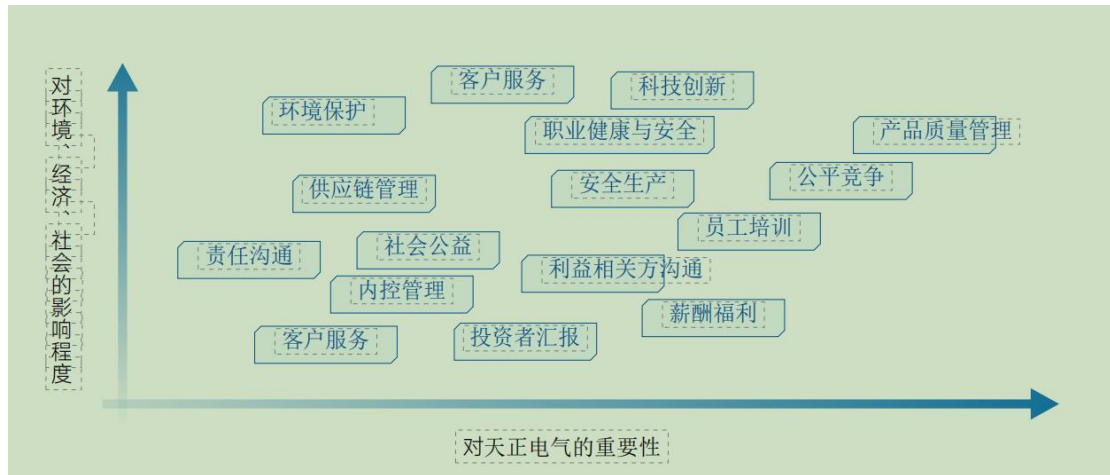 对环境、经济、社会的影响程度
客户服务
科技创新
环境保护
职业健康与安全
产品质量管理
供应链管理
安全生产
公平竞争
员工培训
责任沟通
社会公益
利益相关方沟通
内控管理
薪酬福利
客户服务
投资者汇报
对天正电气的重要性